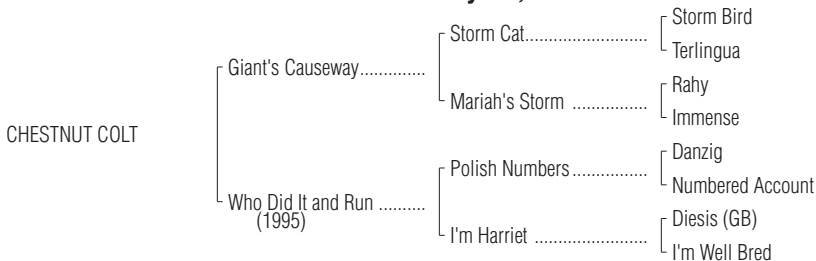 Storm Bird
Storm Cat..............................
Terlingua
Giant's Causeway..............
Rahy
Mariah's Storm ..................
Immense
CHESTNUT COLT
Danzig
Polish Numbers..................
Numbered Account
Who Did It and Run ..........
(1995)
Diesis (GB)
I'm Harriet ...........................
I'm Well Bred